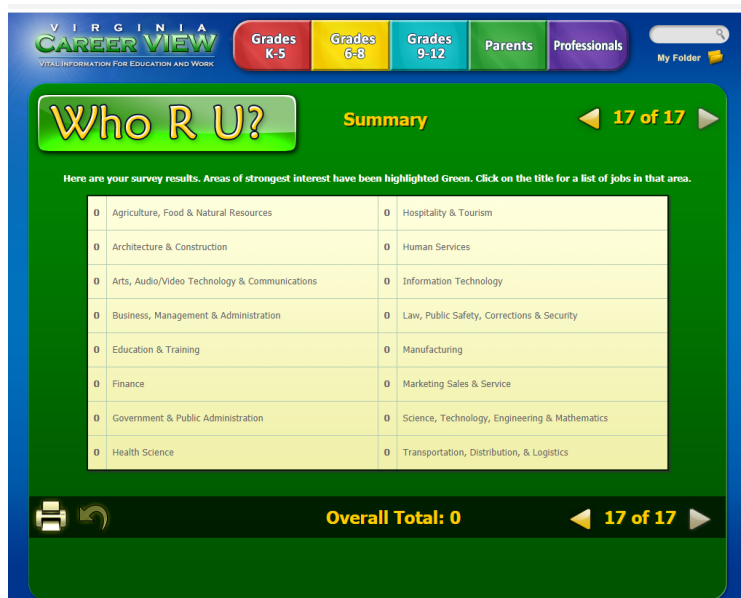 VIRGINIA
CAREER VIEW
VITAL INFORMATION FOR EDUCATION AND WORK
Grades
K-5
Grades
6-8
Grades
9-12
Parents
Professionals
My Folder
Who R U?
Summary
17 of 17
Here are your survey results. Areas of strongest interest have been highlighted Green. Click on the title for a list of jobs in that area.
0 Agriculture, Food & Natural Resources 0 Hospitality & Tourism
0 Architecture & Construction 0 Human Services
0 Arts, Audio/Video Technology & Communications 0 Information Technology
0 Business, Management & Administration 0 Law, Public Safety, Corrections & Security
0 Education & Training 0 Manufacturing
0 Finance 0 Marketing Sales & Service
0 Government & Public Administration 0 Science, Technology, Engineering & Mathematics
0 Health Science 0 Transportation, Distribution, & Logistics
Overall Total: 0
17 of 17